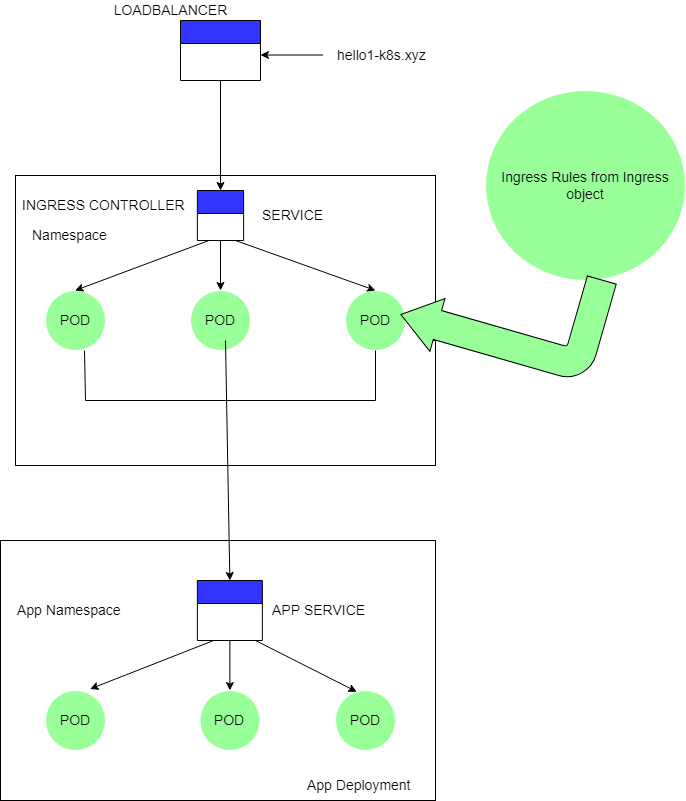 LOADBALANCER
hello1-k8s.xyz
Ingress Rules from Ingress
object
INGRESS CONTROLLER
SERVICE
Namespace
POD
POD
POD
App Namespace
APP SERVICE
POD
POD
POD
App Deployment